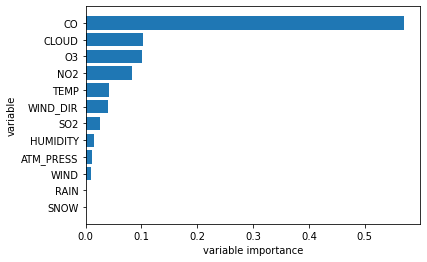 CO
CLOUD
O3
NO2
TEMP
WIND_DIR
SO2
HUMIDITY
ATM_PRESS
WIND
RAIN
SNOW
variable
0.0 0.1 0.2 0.3 0.4 0.5
variable importance